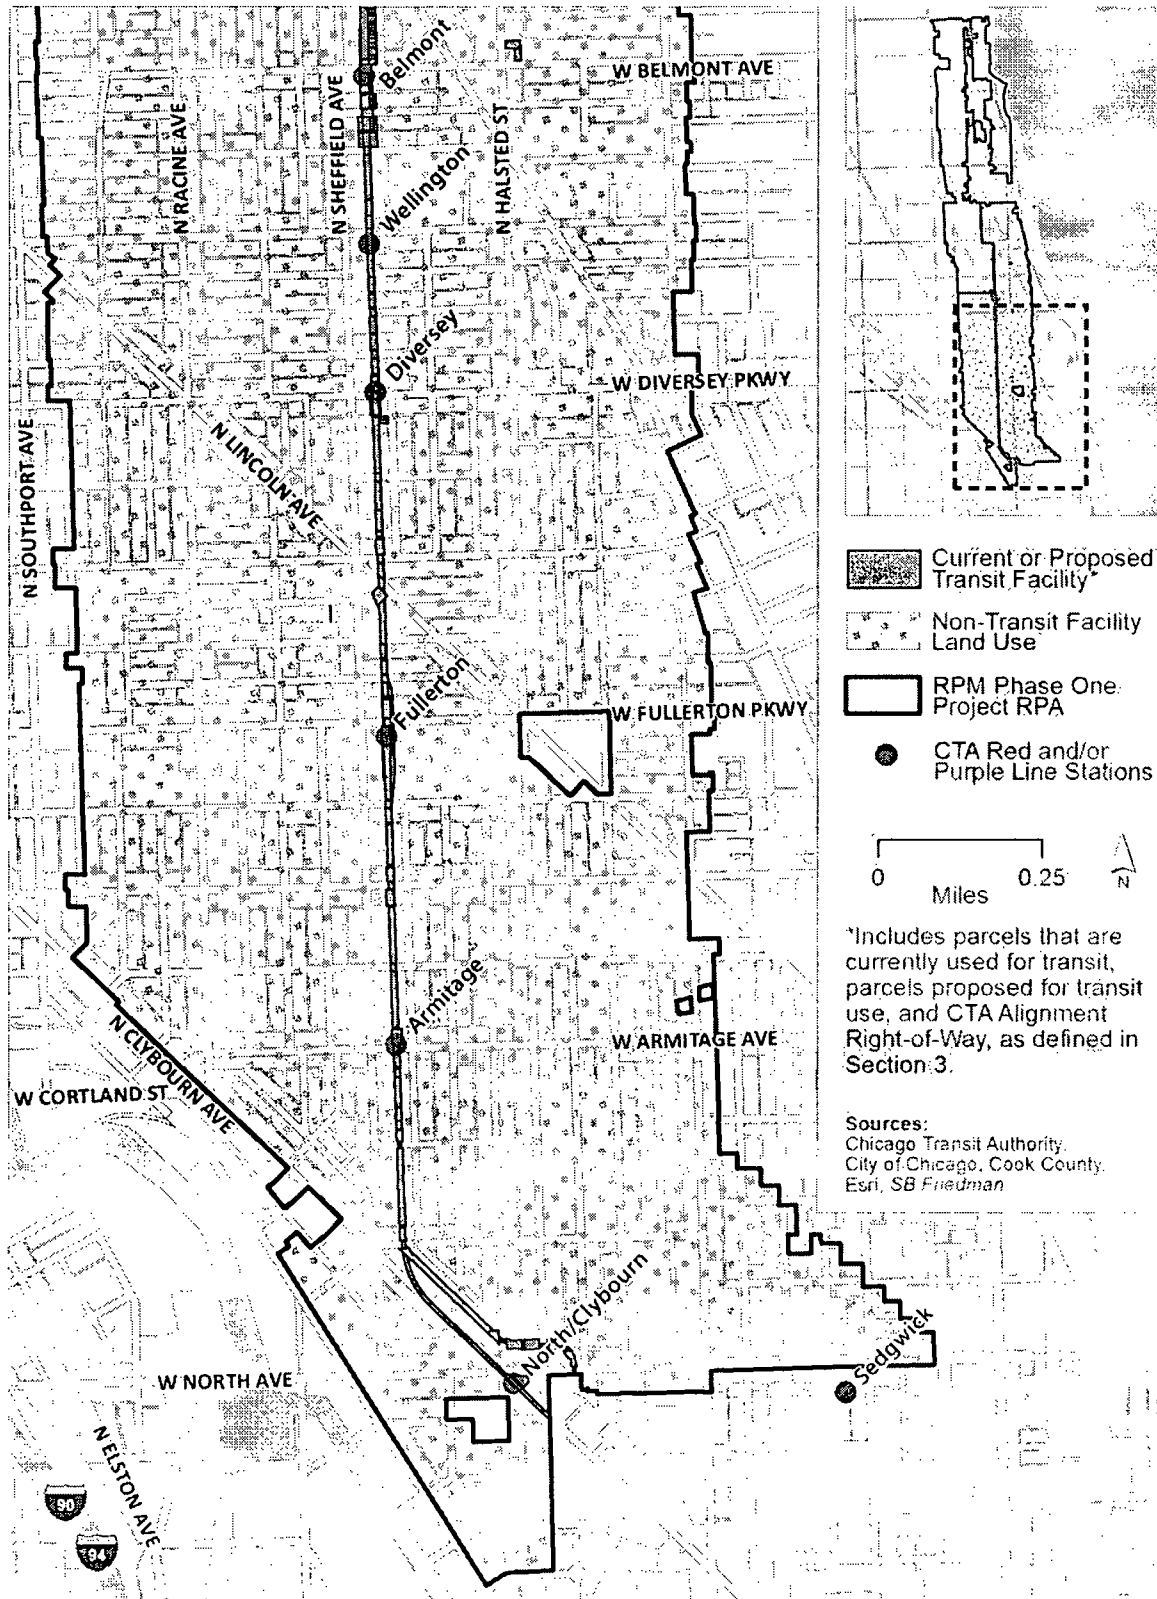 Belmont
W BELMONT AVE
N RACINE AVE
N SHEFFIELD AVE
Wellington
N HALSTED ST
Diversey
W DIVERSEY PKWY
N SOUTHPORT AVE
N LINCOLN AVE
Fullerton
W FULLERTON PKWY
Armitage
W ARMITAGE AVE
N CLYBOURN AVE
W CORTLAND ST
North/Clybourn
Sedgwick
W NORTH AVE
N ELSTON AVE
90
94
Current or Proposed
Transit Facility*
Non-Transit Facility
Land Use
RPM Phase One
Project RPA
CTA Red and/or
Purple Line Stations
0 0.25
Miles
N
*Includes parcels that are
currently used for transit,
parcels proposed for transit
use, and CTA Alignment
Right-of-Way, as defined in
Section 3.
Sources:
Chicago Transit Authority,
City of Chicago, Cook County,
Esri, SB Friedman